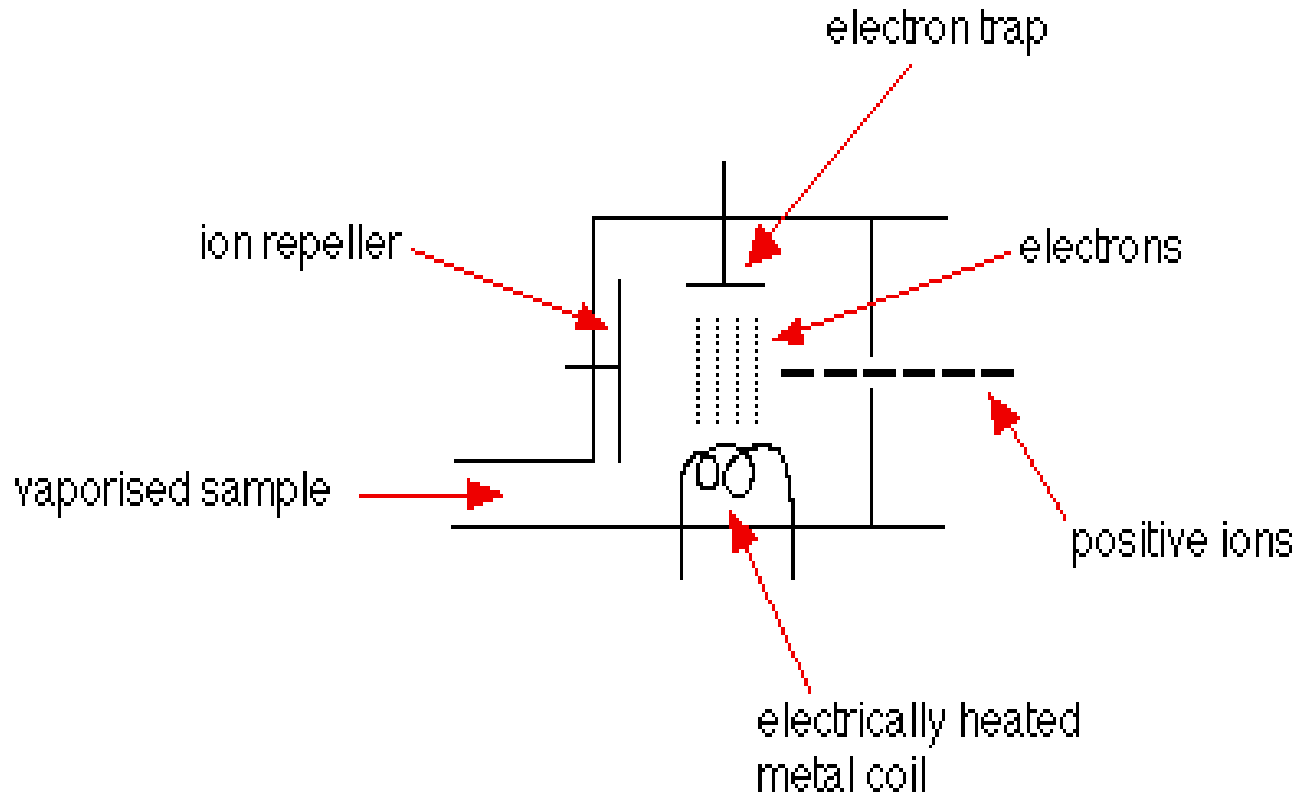 electron trap
ion repeller
electrons
vaporised sample
positive ions
electrically heated
metal coil